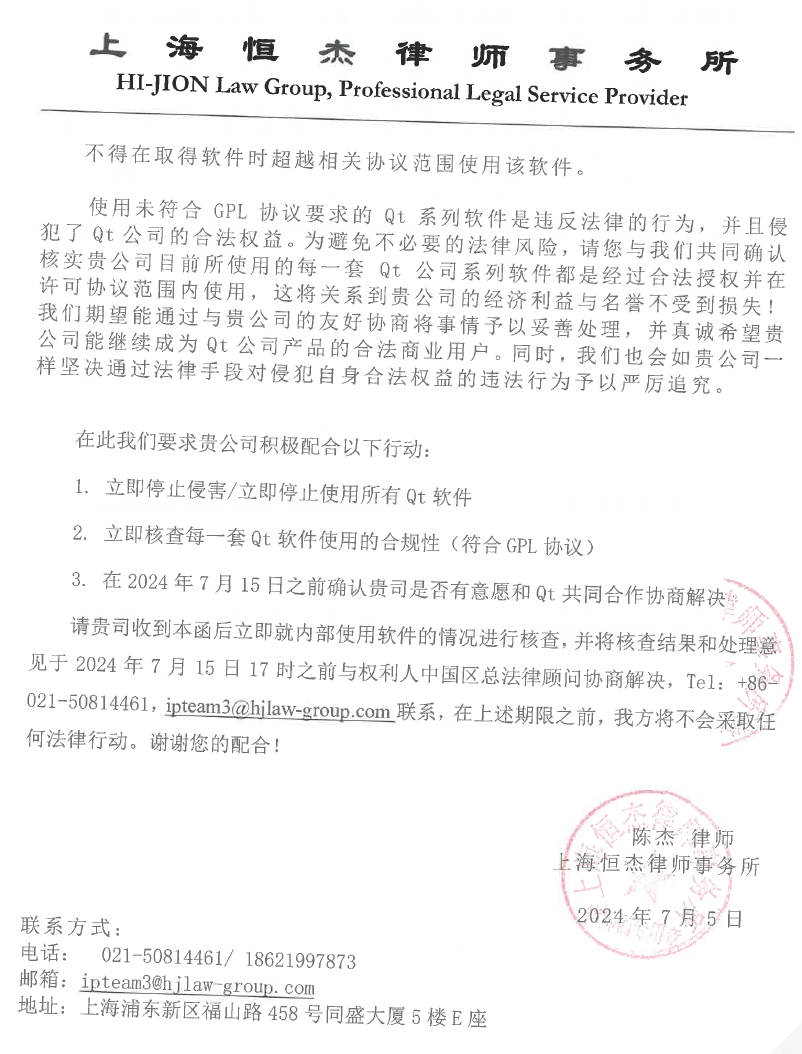 上海恒杰律师事务所
HI-JION Law Group, Professional Legal Service Provider
不得在取得软件时超越相关协议范围使用该软件。
使用未符合 GPL 协议要求的 Qt 系列软件是违反法律的行为，并且侵
犯了 Qt 公司的合法权益。为避免不必要的法律风险，请您与我们共同确认
核实贵公司目前所使用的每一套 Qt 公司系列软件都是经过合法授权并在
许可协议范围内使用，这将关系到贵公司的经济利益与名誉不受到损失！
我们期望能通过与贵公司的友好协商将事情予以妥善处理，并真诚希望贵
公司能继续成为 Qt 公司产品的合法商业用户。同时，我们也会如贵公司一
样坚决通过法律手段对侵犯自身合法权益的违法行为予以严厉追究。
在此我们要求贵公司积极配合以下行动：
1. 立即停止侵害/立即停止使用所有 Qt 软件
2. 立即核查每一套 Qt 软件使用的合规性（符合 GPL 协议）
3. 在 2024 年 7 月 15 日之前确认贵司是否有意愿和 Qt 共同合作协商解决
请贵司收到本函后立即就内部使用软件的情况进行核查，并将核查结果和处理意
见于 2024 年 7 月 15 日 17 时之前与权利人中国区总法律顾问协商解决，Tel：+86-
021-50814461，ipteam3@hjlaw-group.com 联系，在上述期限之前，我方将不会采取任
何法律行动。谢谢您的配合！
律师事务所
陈杰 律师
上海恒杰律师事务所
2024 年 7 月 5 日
上海恒杰律师事务所
联系方式：
电话： 021-50814461/ 18621997873
邮箱：ipteam3@hjlaw-group.com
地址：上海浦东新区福山路 458 号同盛大厦 5 楼 E 座